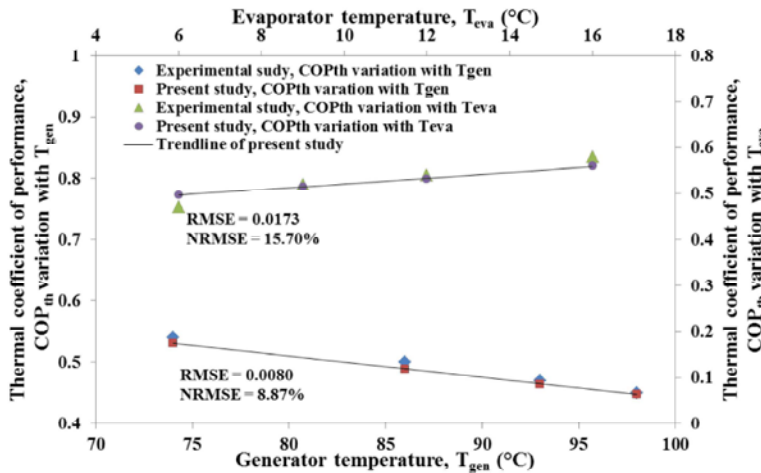 Evaporator temperature, Teva (°C)
4 6 8 10 12 14 16 18
Thermal coefficient of performance,
COPth variation with Tgen
1
0.9
0.8
0.7
0.6
0.5
0.4
Experimental study, COPth variation with Tgen
Present study, COPth varation with Tgen
Experimental study, COPth variation with Teva
Present study, COPth variation with Teva
Trendline of present study
RMSE = 0.0173
NRMSE = 15.70%
RMSE = 0.0080
NRMSE = 8.87%
0.8
0.7
0.6
0.5
0.4
0.3
0.2
0.1
0
Thermal coefficient of performance,
COPth variation with Teva
70 75 80 85 90 95 100
Generator temperature, Tgen (°C)